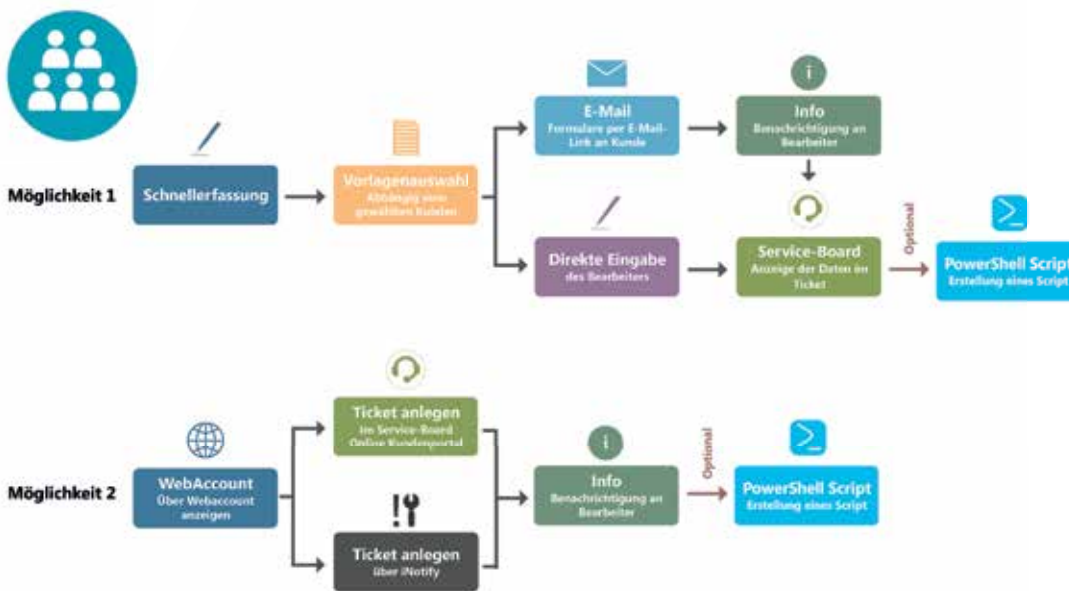 Möglichkeit 1
Schnellerfassung
Vorlagenauswahl
Abhängig vom
gewählten Kunden
E-Mail
Formulare per E-Mail-
Link an Kunde
Info
Benachrichtigung an
Bearbeiter
Direkte Eingabe
des Bearbeiters
Service-Board
Anzeige der Daten im
Ticket
Optional
PowerShell Script
Erstellung eines Script
Möglichkeit 2
WebAccount
Über Webaccount
anzeigen
Ticket anlegen
im Service-Board
Online Kundenportal
Ticket anlegen
über iNotify
Info
Benachrichtigung an
Bearbeiter
Optional
PowerShell Script
Erstellung eines Script